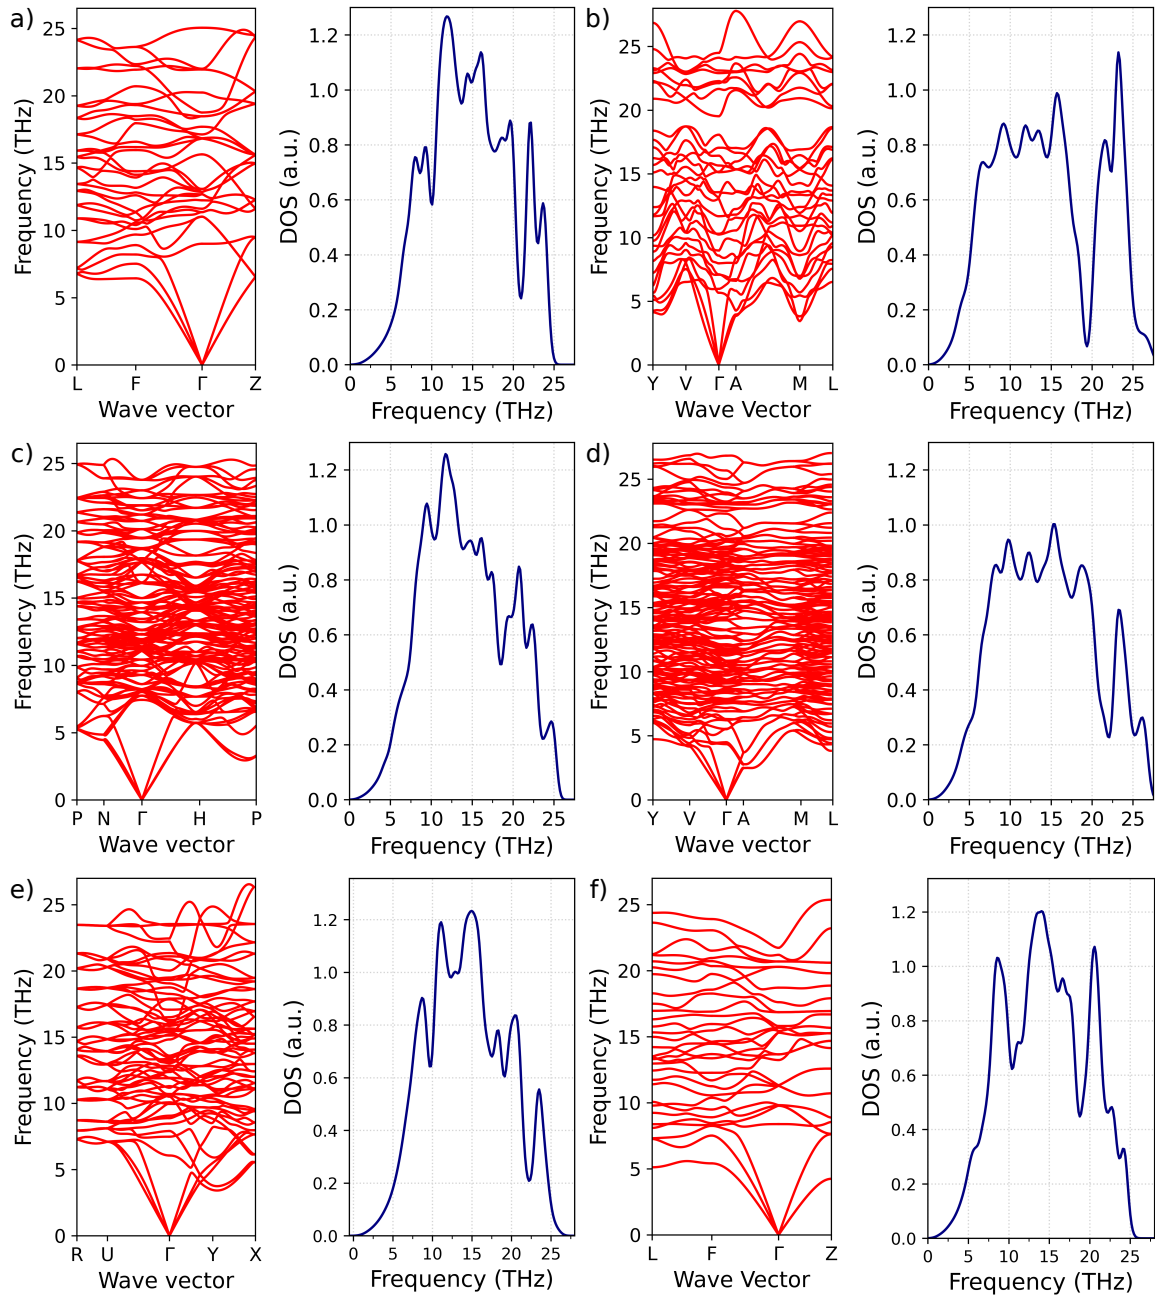 a)
25
20
15
10
5
0
Frequency (THz)
L F Γ Z
Wave vector
1.2
1.0
0.8
0.6
0.4
0.2
0.0
DOS (a.u.)
0 5 10 15 20 25
Frequency (THz)
b)
25
20
15
10
5
0
Frequency (THz)
Y V Γ A M L
Wave Vector
1.2
1.0
0.8
0.6
0.4
0.2
0.0
DOS (a.u.)
0 5 10 15 20 25
Frequency (THz)
c)
25
20
15
10
5
0
Frequency (THz)
P N Γ H P
Wave vector
1.2
1.0
0.8
0.6
0.4
0.2
0.0
DOS (a.u.)
0 5 10 15 20 25
Frequency (THz)
d)
25
20
15
10
5
0
Frequency (THz)
Y V Γ A M L
Wave Vector
1.2
1.0
0.8
0.6
0.4
0.2
0.0
DOS (a.u.)
0 5 10 15 20 25
Frequency (THz)
e)
25
20
15
10
5
0
Frequency (THz)
R U Γ Y X
Wave vector
1.2
1.0
0.8
0.6
0.4
0.2
0.0
DOS (a.u.)
0 5 10 15 20 25
Frequency (THz)
f)
25
20
15
10
5
0
Frequency (THz)
L F Γ Z
Wave Vector
1.2
1.0
0.8
0.6
0.4
0.2
0.0
DOS (a.u.)
0 5 10 15 20 25
Frequency (THz)